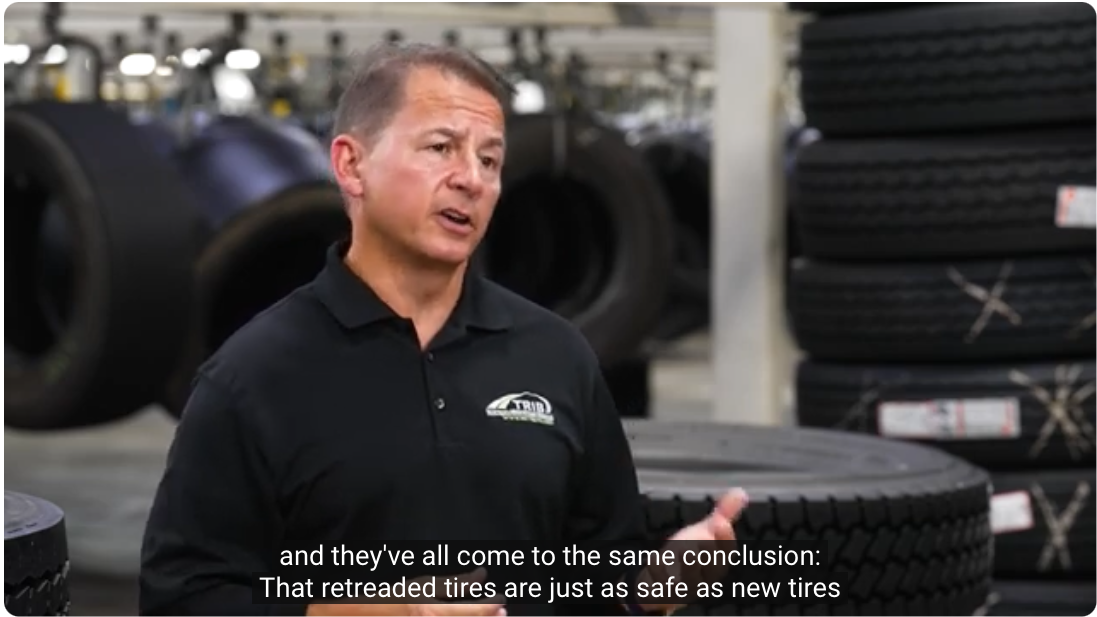 TRIB
and they've all come to the same conclusion:
That retreaded tires are just as safe as new tires